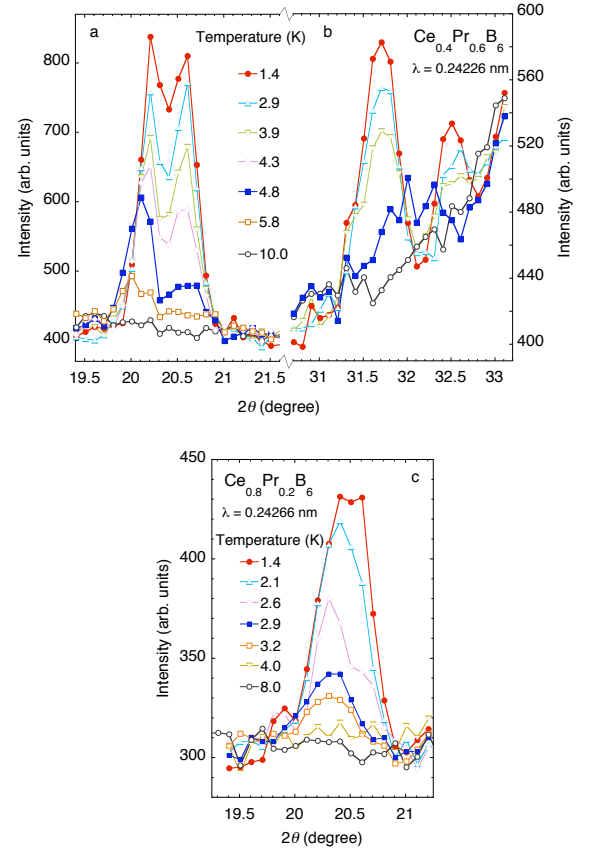 a
Temperature (K)
1.4
2.9
3.9
4.3
4.8
5.8
10.0
b
Ce0.4Pr0.6B6
λ = 0.24226 nm
Intensity (arb. units)
800
700
600
500
400
19.5 20 20.5 21 21.5
31 31.5 32 32.5 33
2θ (degree)
2θ (degree)
600
560
520
480
440
400
Intensity (arb. units)
c
Ce0.8Pr0.2B6
λ = 0.24266 nm
Temperature (K)
1.4
2.1
2.6
2.9
3.2
4.0
8.0
Intensity (arb. units)
450
400
350
300
19.5 20 20.5 21
2θ (degree)